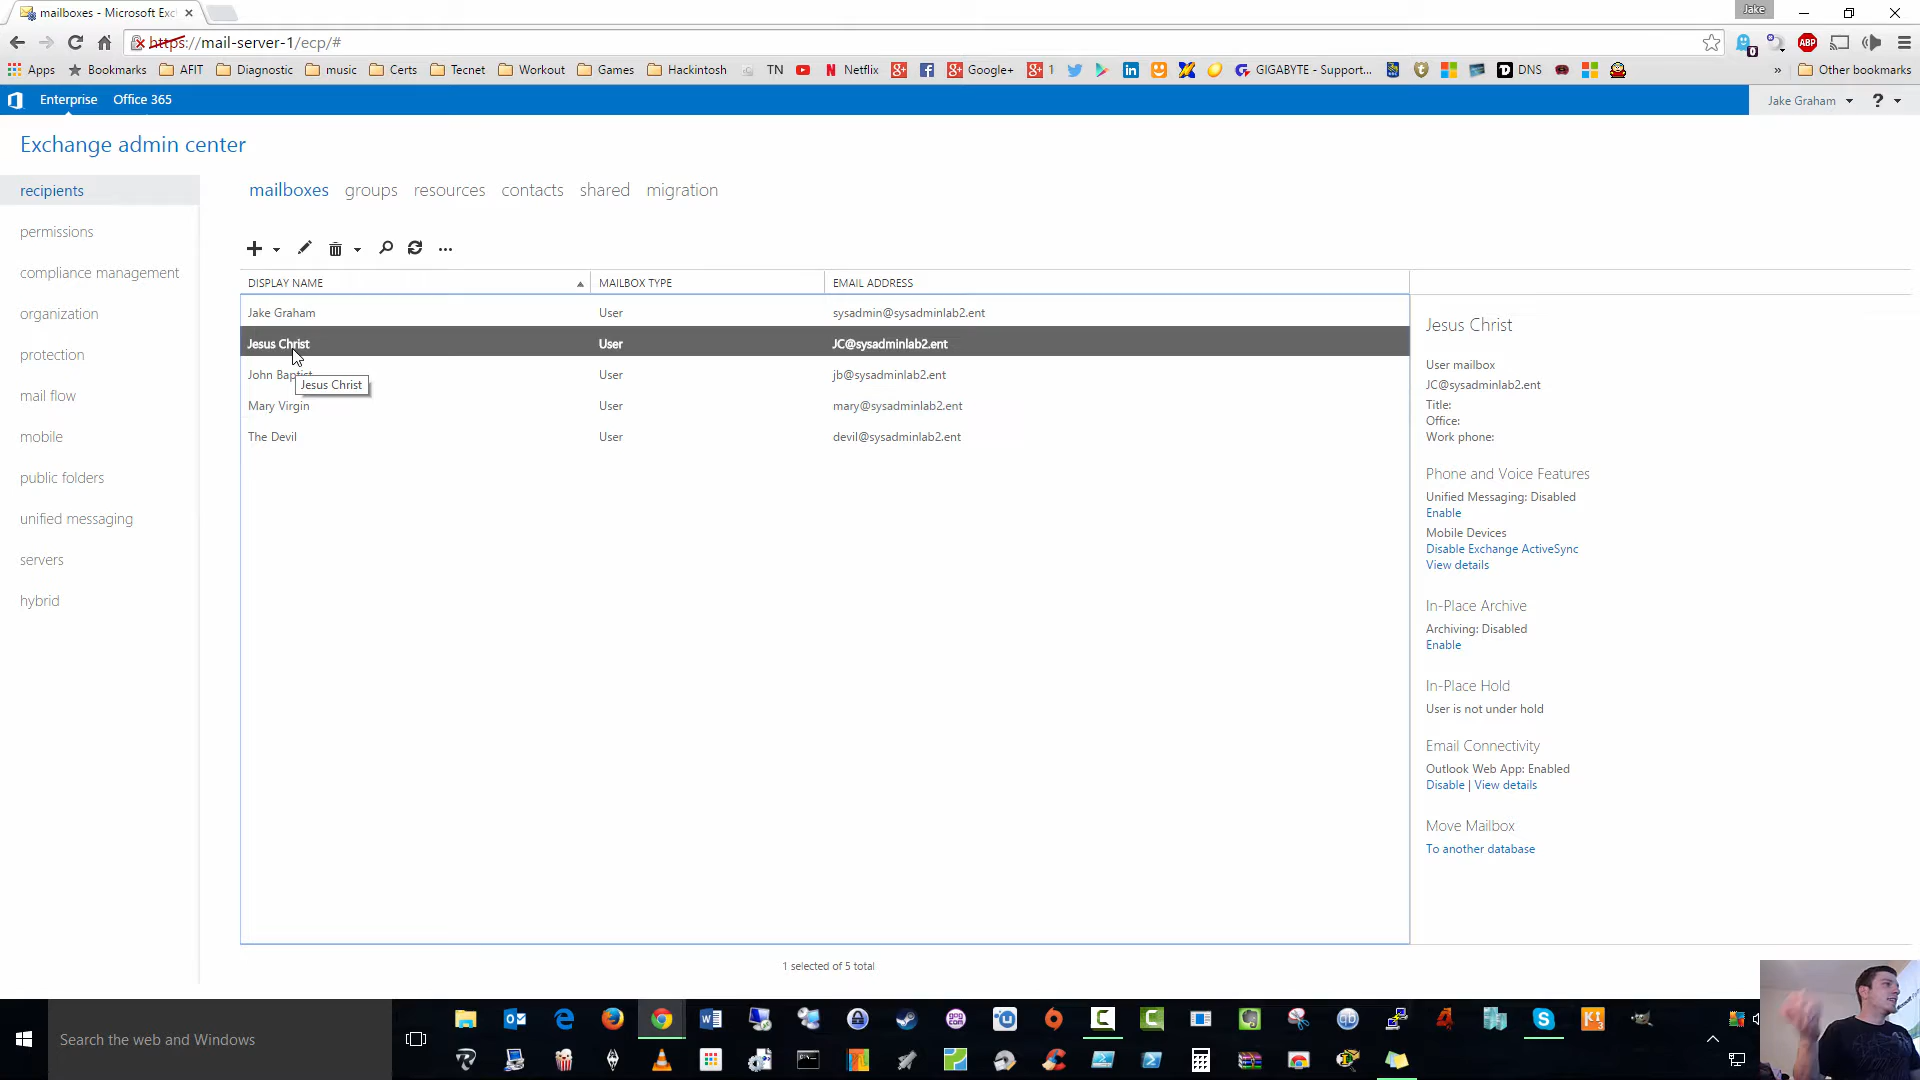 mailboxes - Microsoft Exc
Jake
https://mail-server-1/ecp/#
Apps Bookmarks AFIT Diagnostic music Certs Tecnet Workout Games Hackintosh TN Netflix Google+ 1 GIGABYTE - Support... DNS » Other bookmarks
Enterprise Office 365 Jake Graham ?
Exchange admin center
recipients
permissions
compliance management
organization
protection
mail flow
mobile
public folders
unified messaging
servers
hybrid
mailboxes groups resources contacts shared migration
DISPLAY NAME MAILBOX TYPE EMAIL ADDRESS
Jake Graham User sysadmin@sysadminlab2.ent
Jesus Christ User JC@sysadminlab2.ent
John Baptist User jb@sysadminlab2.ent
Jesus Christ
Mary Virgin User mary@sysadminlab2.ent
The Devil User devil@sysadminlab2.ent
1 selected of 5 total
Jesus Christ
User mailbox
JC@sysadminlab2.ent
Title:
Office:
Work phone:
Phone and Voice Features
Unified Messaging: Disabled
Enable
Mobile Devices
Disable Exchange ActiveSync
View details
In-Place Archive
Archiving: Disabled
Enable
In-Place Hold
User is not under hold
Email Connectivity
Outlook Web App: Enabled
Disable | View details
Move Mailbox
To another database
Search the web and Windows